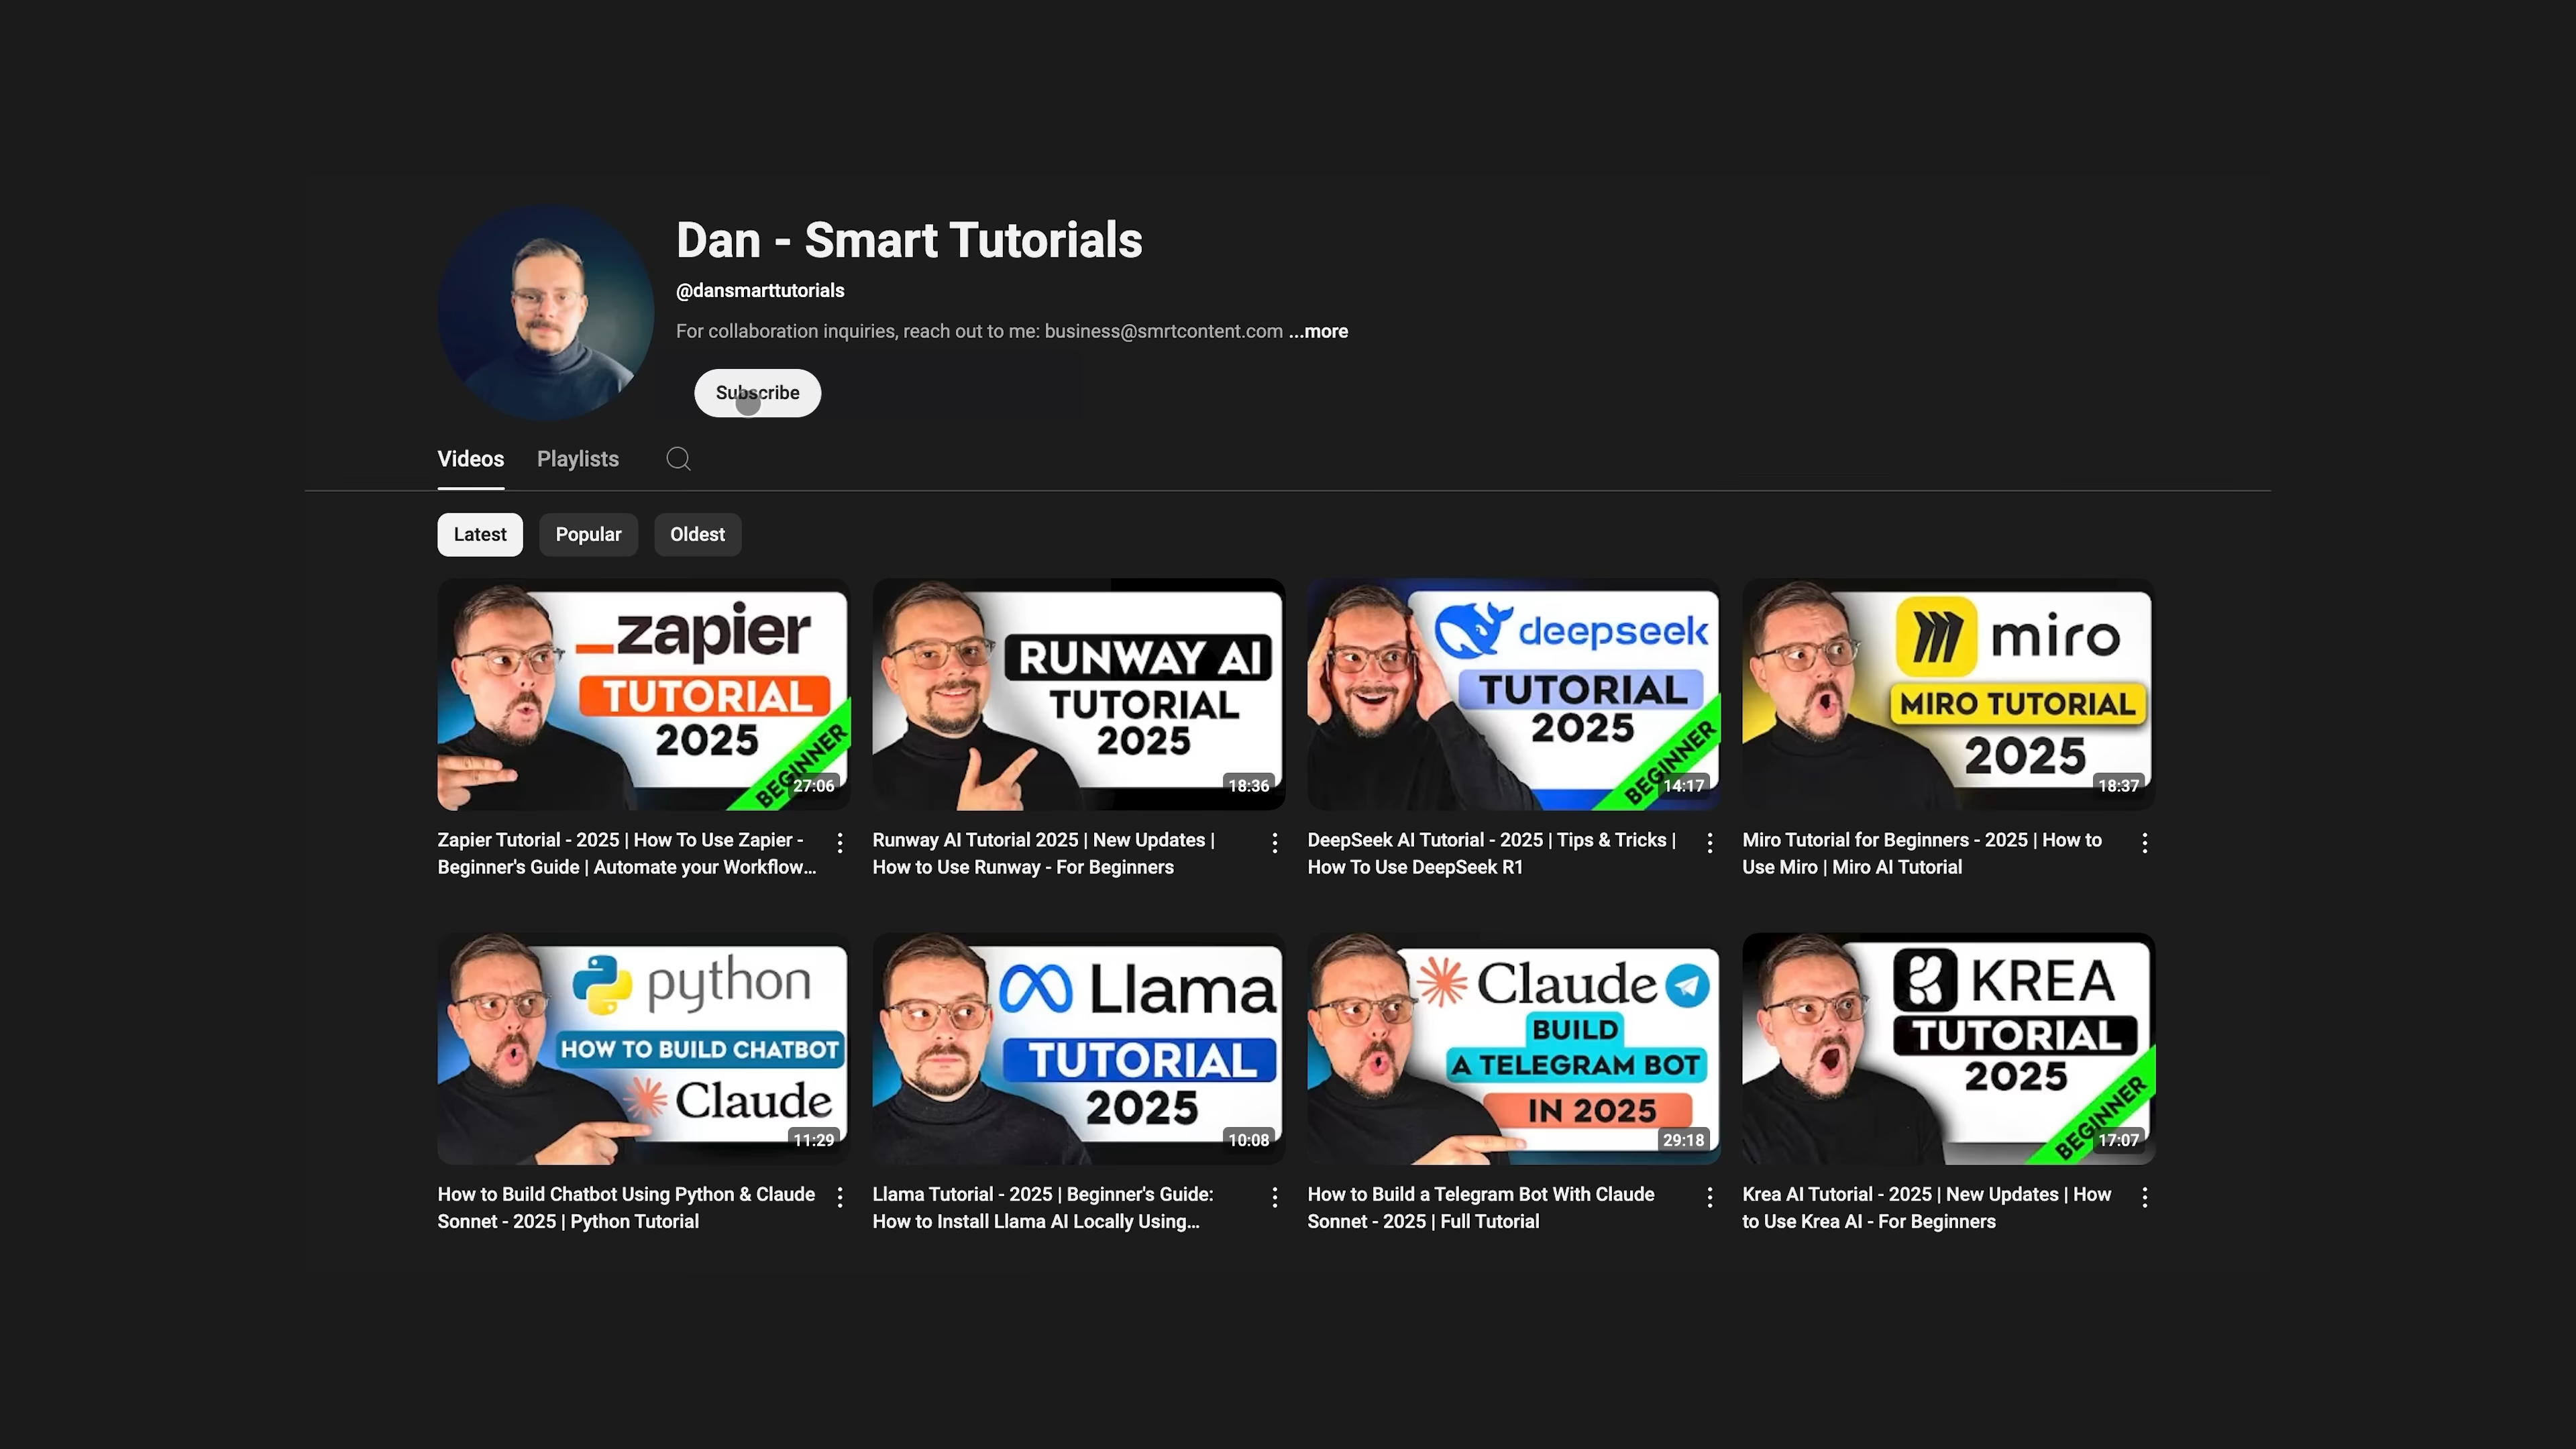 Dan - Smart Tutorials
@dansmarttutorials
For collaboration inquiries, reach out to me: business@smrtcontent.com ...more
Subscribe
Videos Playlists
Latest Popular Oldest
zapier
TUTORIAL
2025
BEGINNER
27:06
RUNWAY AI
TUTORIAL
2025
18:36
deepseek
TUTORIAL
2025
BEGINNER
14:17
miro
MIRO TUTORIAL
2025
18:37
Zapier Tutorial - 2025 | How To Use Zapier -
Beginner's Guide | Automate your Workflow...
Runway AI Tutorial 2025 | New Updates |
How to Use Runway - For Beginners
DeepSeek AI Tutorial - 2025 | Tips & Tricks |
How To Use DeepSeek R1
Miro Tutorial for Beginners - 2025 | How to
Use Miro | Miro AI Tutorial
python
HOW TO BUILD CHATBOT
Claude
11:29
Llama
TUTORIAL
2025
10:08
Claude
BUILD
A TELEGRAM BOT
IN 2025
29:18
KREA
TUTORIAL
2025
BEGINNER
17:07
How to Build Chatbot Using Python & Claude
Sonnet - 2025 | Python Tutorial
Llama Tutorial - 2025 | Beginner's Guide:
How to Install Llama AI Locally Using...
How to Build a Telegram Bot With Claude
Sonnet - 2025 | Full Tutorial
Krea AI Tutorial - 2025 | New Updates | How
to Use Krea AI - For Beginners